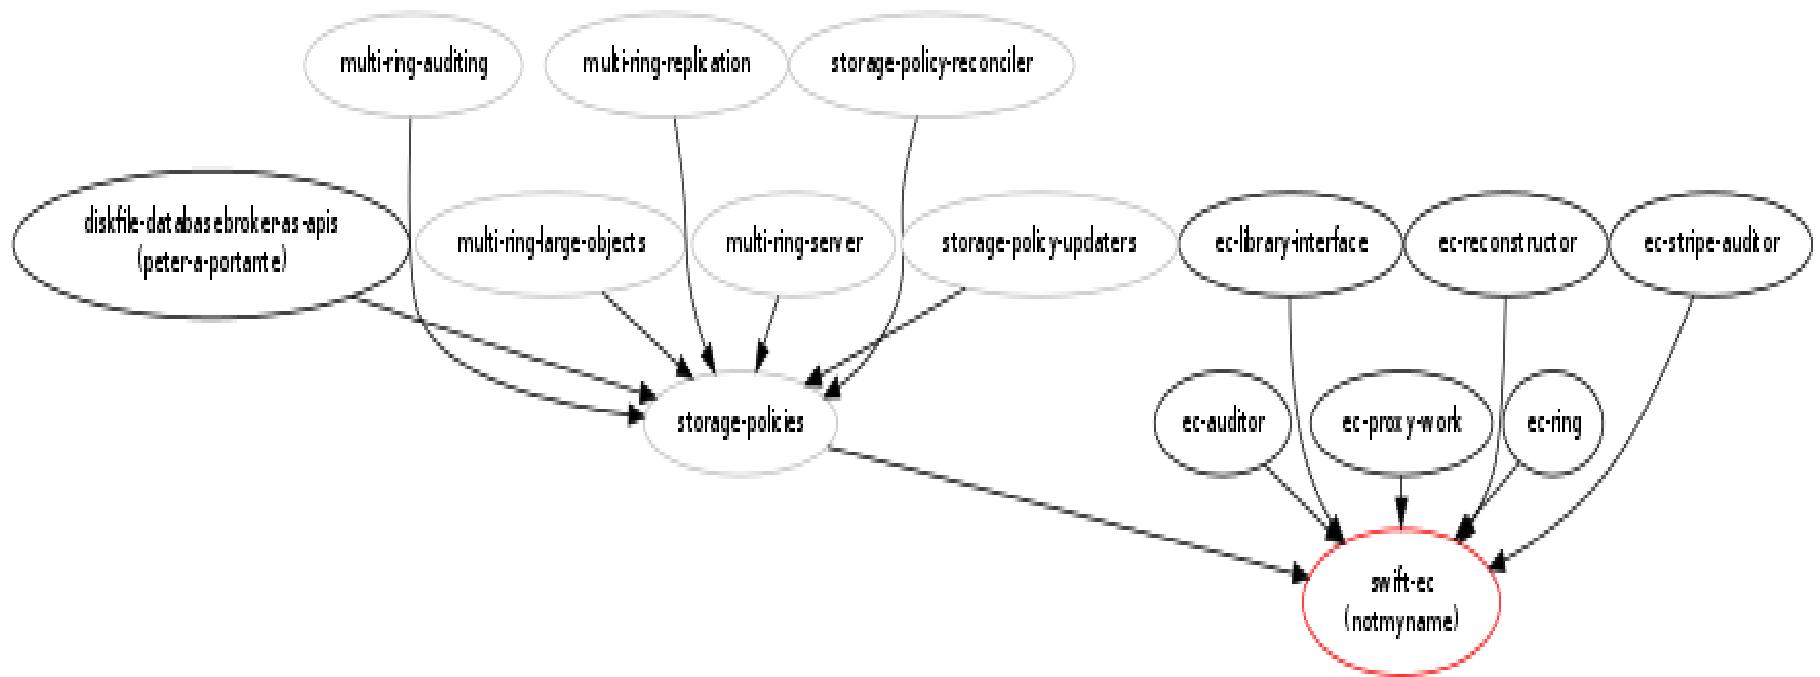 multi-ring-auditing
multi-ring-replication
storage-policy-reconciler
diskfile-databasebroker-as-apis
(peter-a-portante)
multi-ring-large-objects
multi-ring-server
storage-policy-updaters
ec-library-interface
ec-reconstructor
ec-stripe-auditor
storage-policies
ec-auditor
ec-proxy-work
ec-ring
swift-ec
(notmyname)